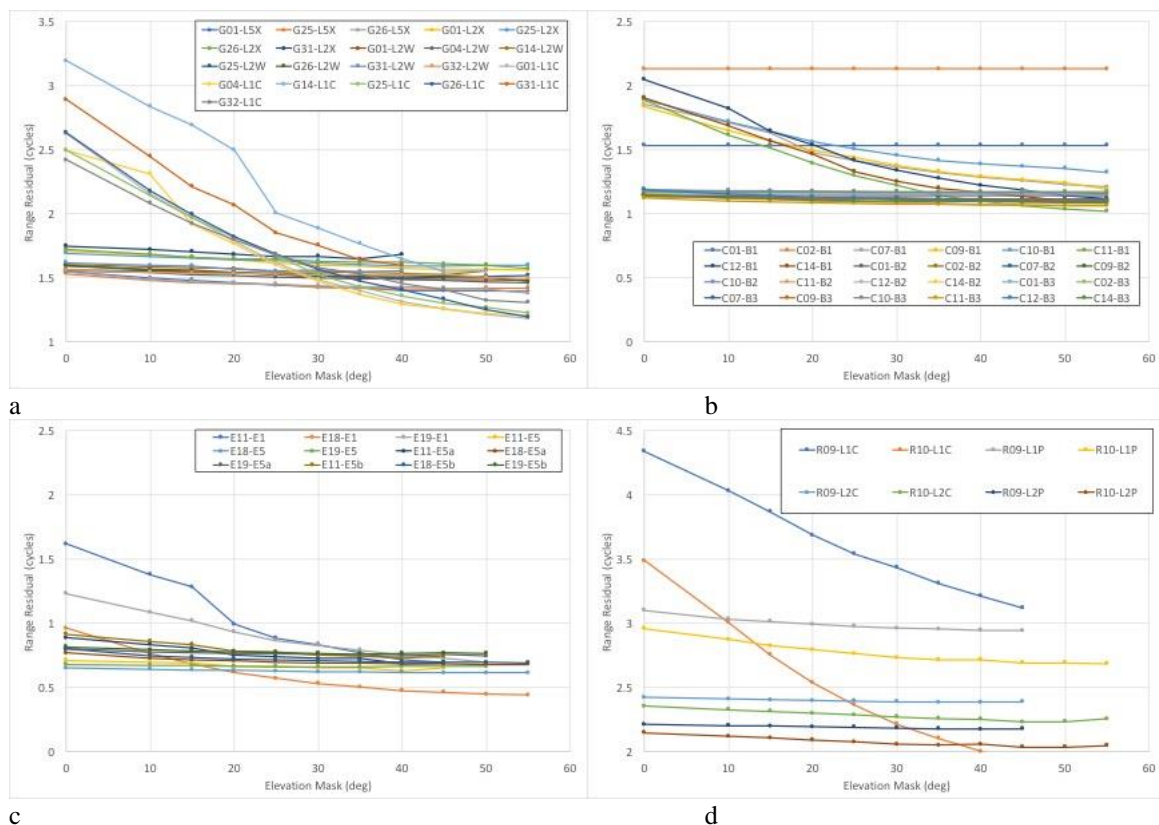 G01-L5X G25-L5X G26-L5X G01-L2X G25-L2X
G26-L2X G31-L2X G01-L2W G04-L2W G14-L2W
G25-L2W G26-L2W G31-L2W G32-L2W G01-L1C
G04-L1C G14-L1C G25-L1C G26-L1C G31-L1C
G32-L1C
3.5
3
2.5
2
1.5
1
Range Residual (cycles)
0 10 20 30 40 50 60
Elevation Mask (deg)
a
2.5
2
1.5
1
0.5
0
Range Residual (cycles)
C01-B1 C02-B1 C07-B1 C09-B1 C10-B1 C11-B1
C12-B1 C14-B1 C01-B2 C02-B2 C07-B2 C09-B2
C10-B2 C11-B2 C12-B2 C14-B2 C01-B3 C02-B3
C07-B3 C09-B3 C10-B3 C11-B3 C12-B3 C14-B3
0 10 20 30 40 50 60
Elevation Mask (deg)
b
E11-E1 E18-E1 E19-E1 E11-E5
E18-E5 E19-E5 E11-E5a E18-E5a
E19-E5a E11-E5b E18-E5b E19-E5b
2.5
2
1.5
1
0.5
0
Range Residual (cycles)
0 10 20 30 40 50 60
Elevation Mask (deg)
c
R09-L1C R10-L1C R09-L1P R10-L1P
R09-L2C R10-L2C R09-L2P R10-L2P
4.5
4
3.5
3
2.5
2
Range Residual (cycles)
0 10 20 30 40 50 60
Elevation Mask (deg)
d